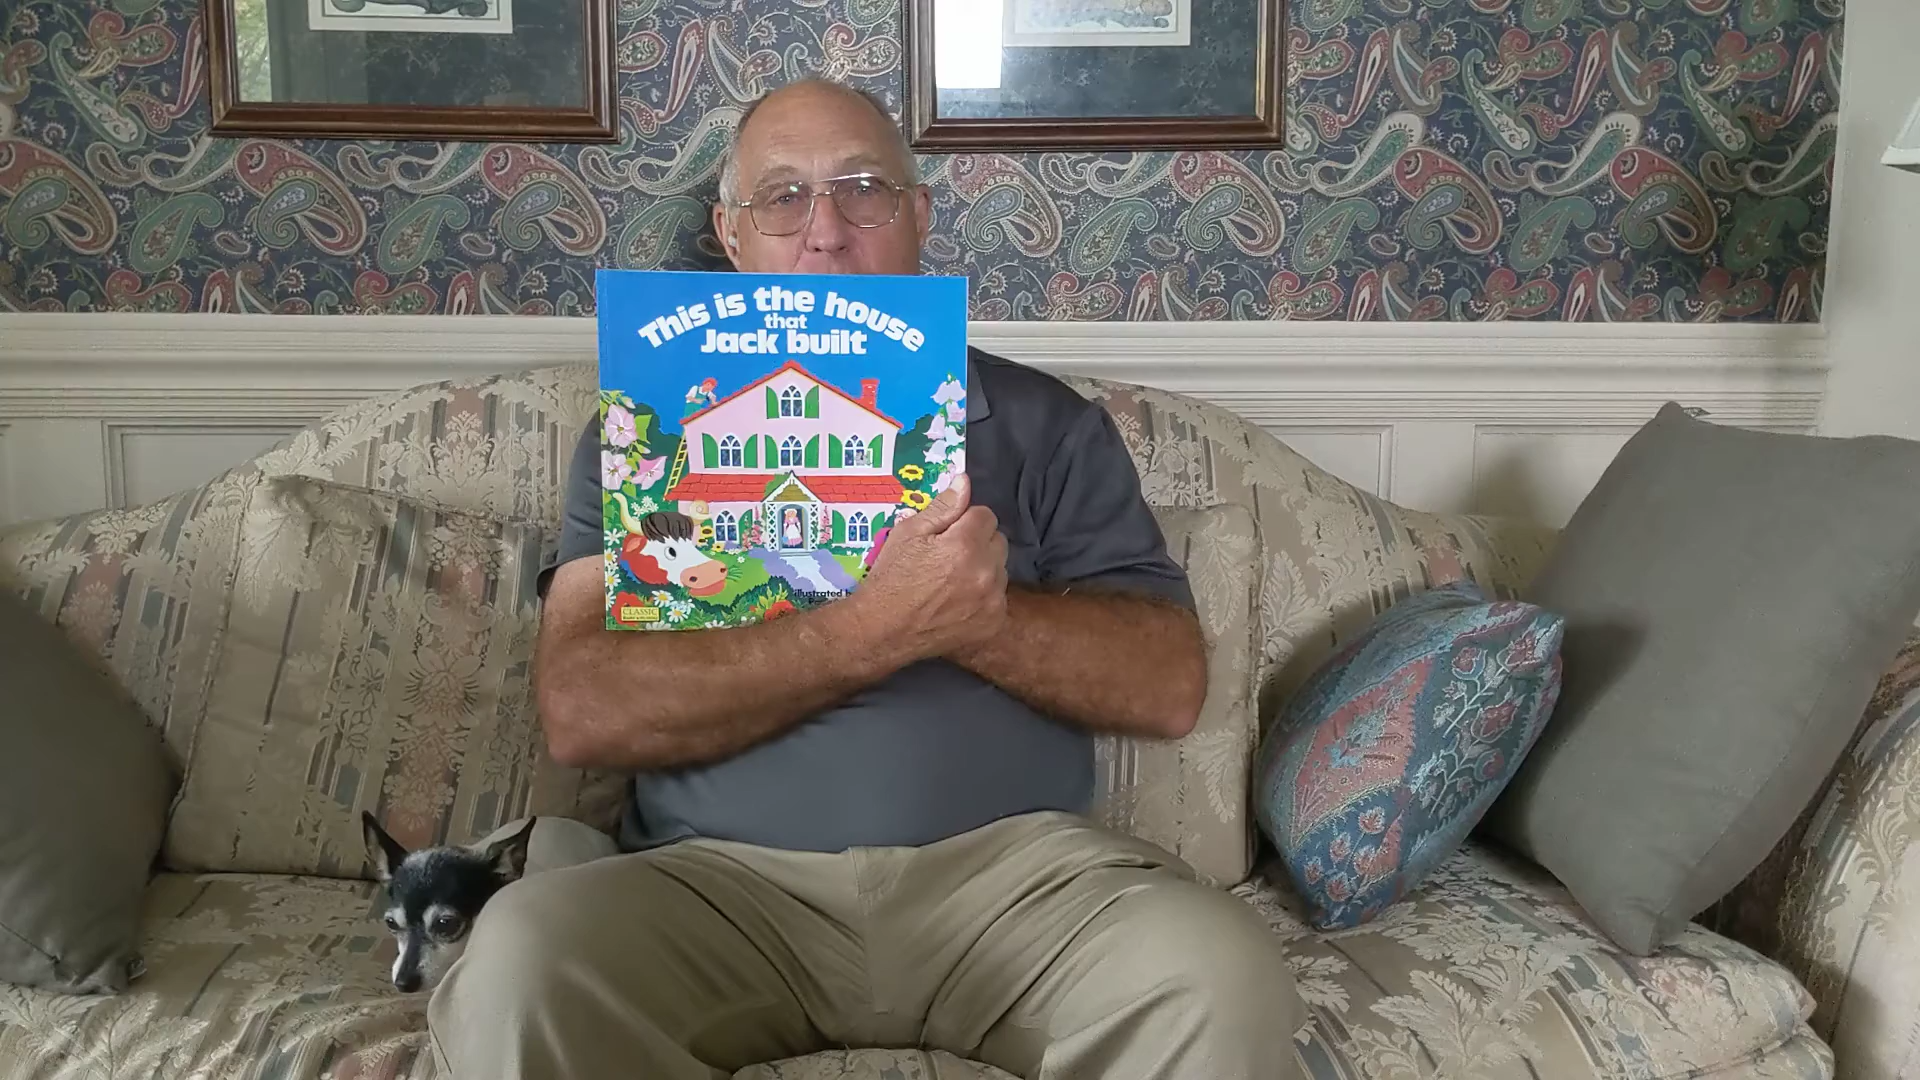 This is the house
that
Jack built
illustrated
CLASSIC